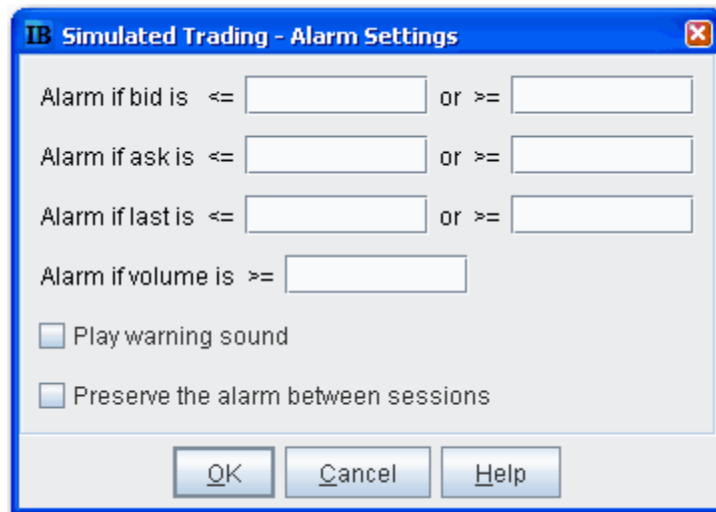 IB Simulated Trading - Alarm Settings
Alarm if bid is <= or >=
Alarm if ask is <= or >=
Alarm if last is <= or >=
Alarm if volume is >=
Play warning sound
Preserve the alarm between sessions
OK Cancel Help